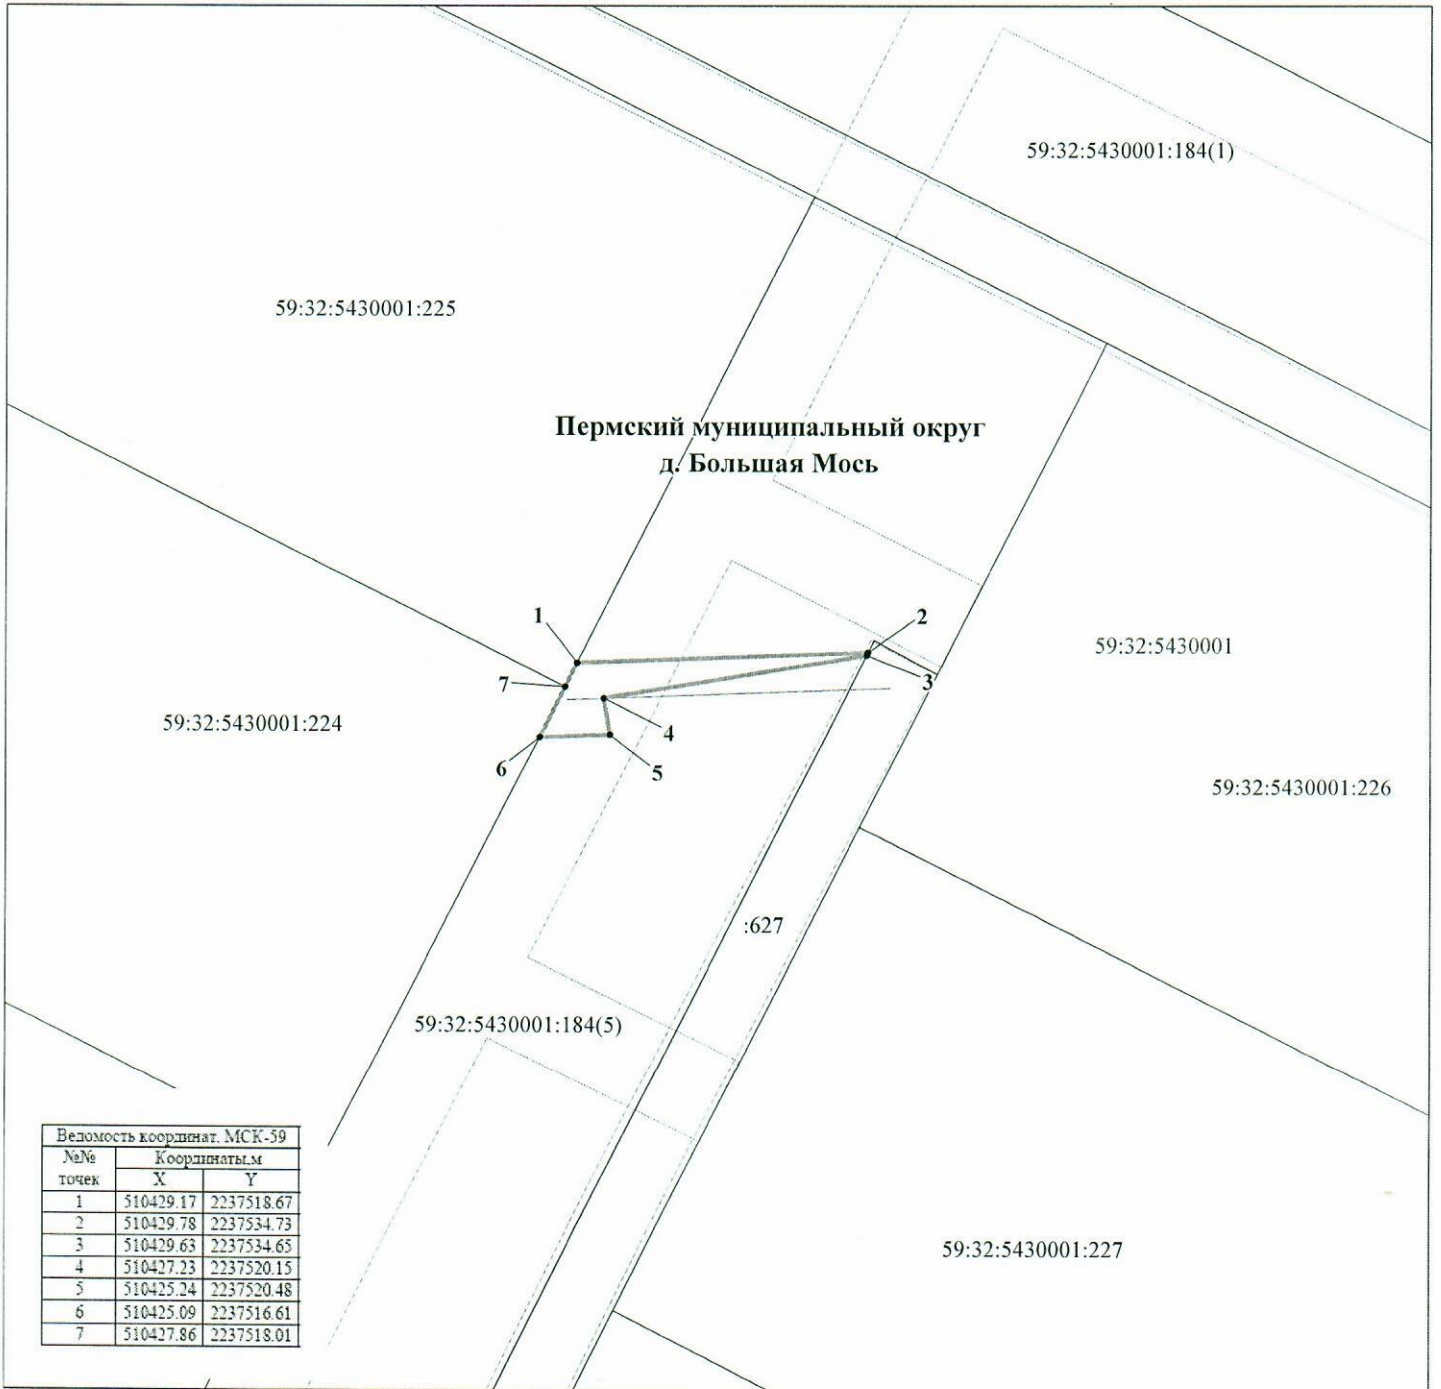 59:32:5430001:184(1)
59:32:5430001:225
Пермский муниципальный округ
д. Большая Мось
1
2
59:32:5430001
7
3
59:32:5430001:224
4
6
5
59:32:5430001:226
:627
59:32:5430001:184(5)
Ведомость координат. МСК-59
№№ точек Координаты,м
X Y
1 510429.17 2237518.67
2 510429.78 2237534.73
3 510429.63 2237534.65
4 510427.23 2237520.15
5 510425.24 2237520.48
6 510425.09 2237516.61
7 510427.86 2237518.01
59:32:5430001:227